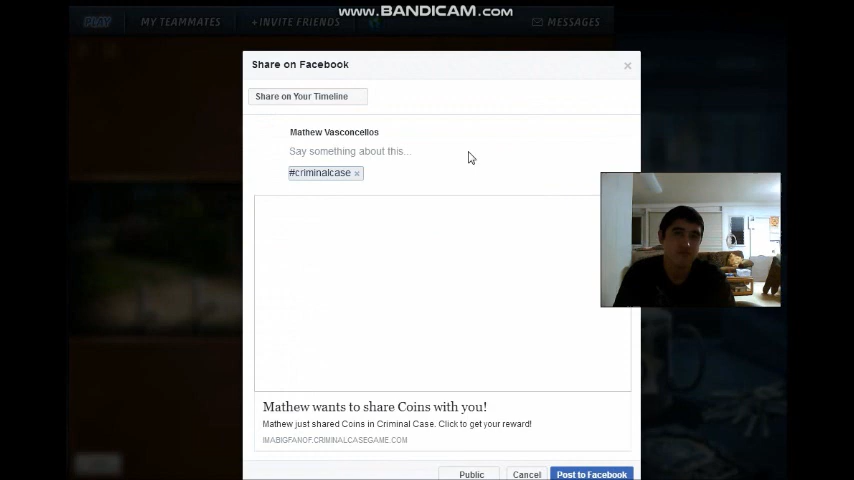 www.BANDICAM.com
PLAY MY TEAMMATES +INVITE FRIENDS MESSAGES
Share on Facebook ×
Share on Your Timeline
Mathew Vasconcellos
Say something about this...
#criminalcase ×
Mathew wants to share Coins with you!
Mathew just shared Coins in Criminal Case. Click to get your reward!
IMABIGFANOF.CRIMINALCASEGAME.COM
Public Cancel Post to Facebook